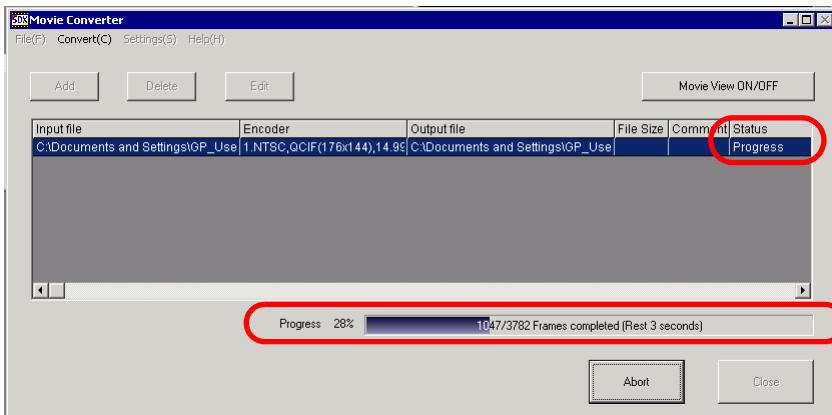 SDX Movie Converter
File(F) Convert(C) Settings(S) Help(H)
Add Delete Edit Movie View ON/OFF
Input file Encoder Output file File Size Comment Status
C:\Documents and Settings\GP_Use 1.NTSC,QCIF(176x144),14.99 C:\Documents and Settings\GP_Use Progress
Progress 28% 1047/3782 Frames completed (Rest 3 seconds)
Abort Close